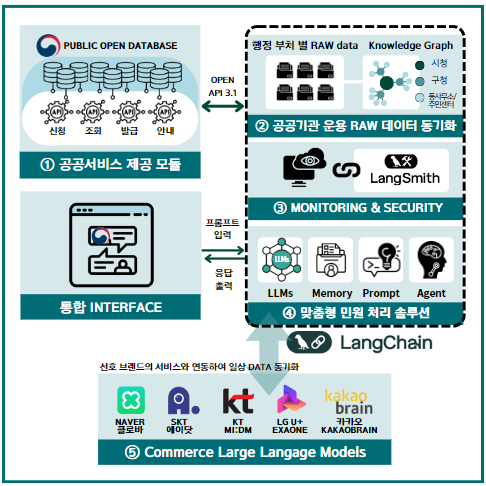 PUBLIC OPEN DATABASE
API API API API
신청 조회 발급 안내
① 공공서비스 제공 모듈
OPEN
API 3.1
행정 부처 별 RAW data
Knowledge Graph
시청
구청
동사무소/
주민센터
② 공공기관 운용 RAW 데이터 동기화
LangSmith
③ MONITORING & SECURITY
프롬프트
입력
응답
출력
통합 INTERFACE
LLMs
LLMs Memory Prompt Agent
④ 맞춤형 민원 처리 솔루션
LangChain
선호 브랜드의 서비스와 연동하여 일상 DATA 동기화
A.
kt
kakao
brain
NAVER
클로바
SKT
에이닷
KT
MI:DM
LG U+
EXAONE
카카오
KAKAOBRAIN
⑤ Commerce Large Langage Models